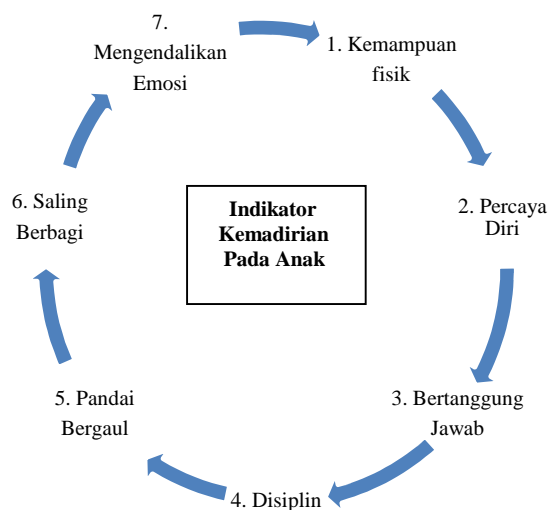 Indikator
Kemadirian
Pada Anak
1. Kemampuan
fisik
2. Percaya
Diri
3. Bertanggung
Jawab
4. Disiplin
5. Pandai
Bergaul
6. Saling
Berbagi
7.
Mengendalikan
Emosi